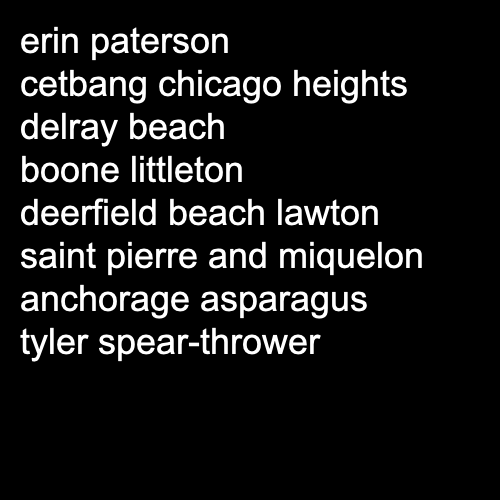 erin paterson
cetbang chicago heights
delray beach
boone littleton
deerfield beach lawton
saint pierre and miquelon
anchorage asparagus
tyler spear-thrower